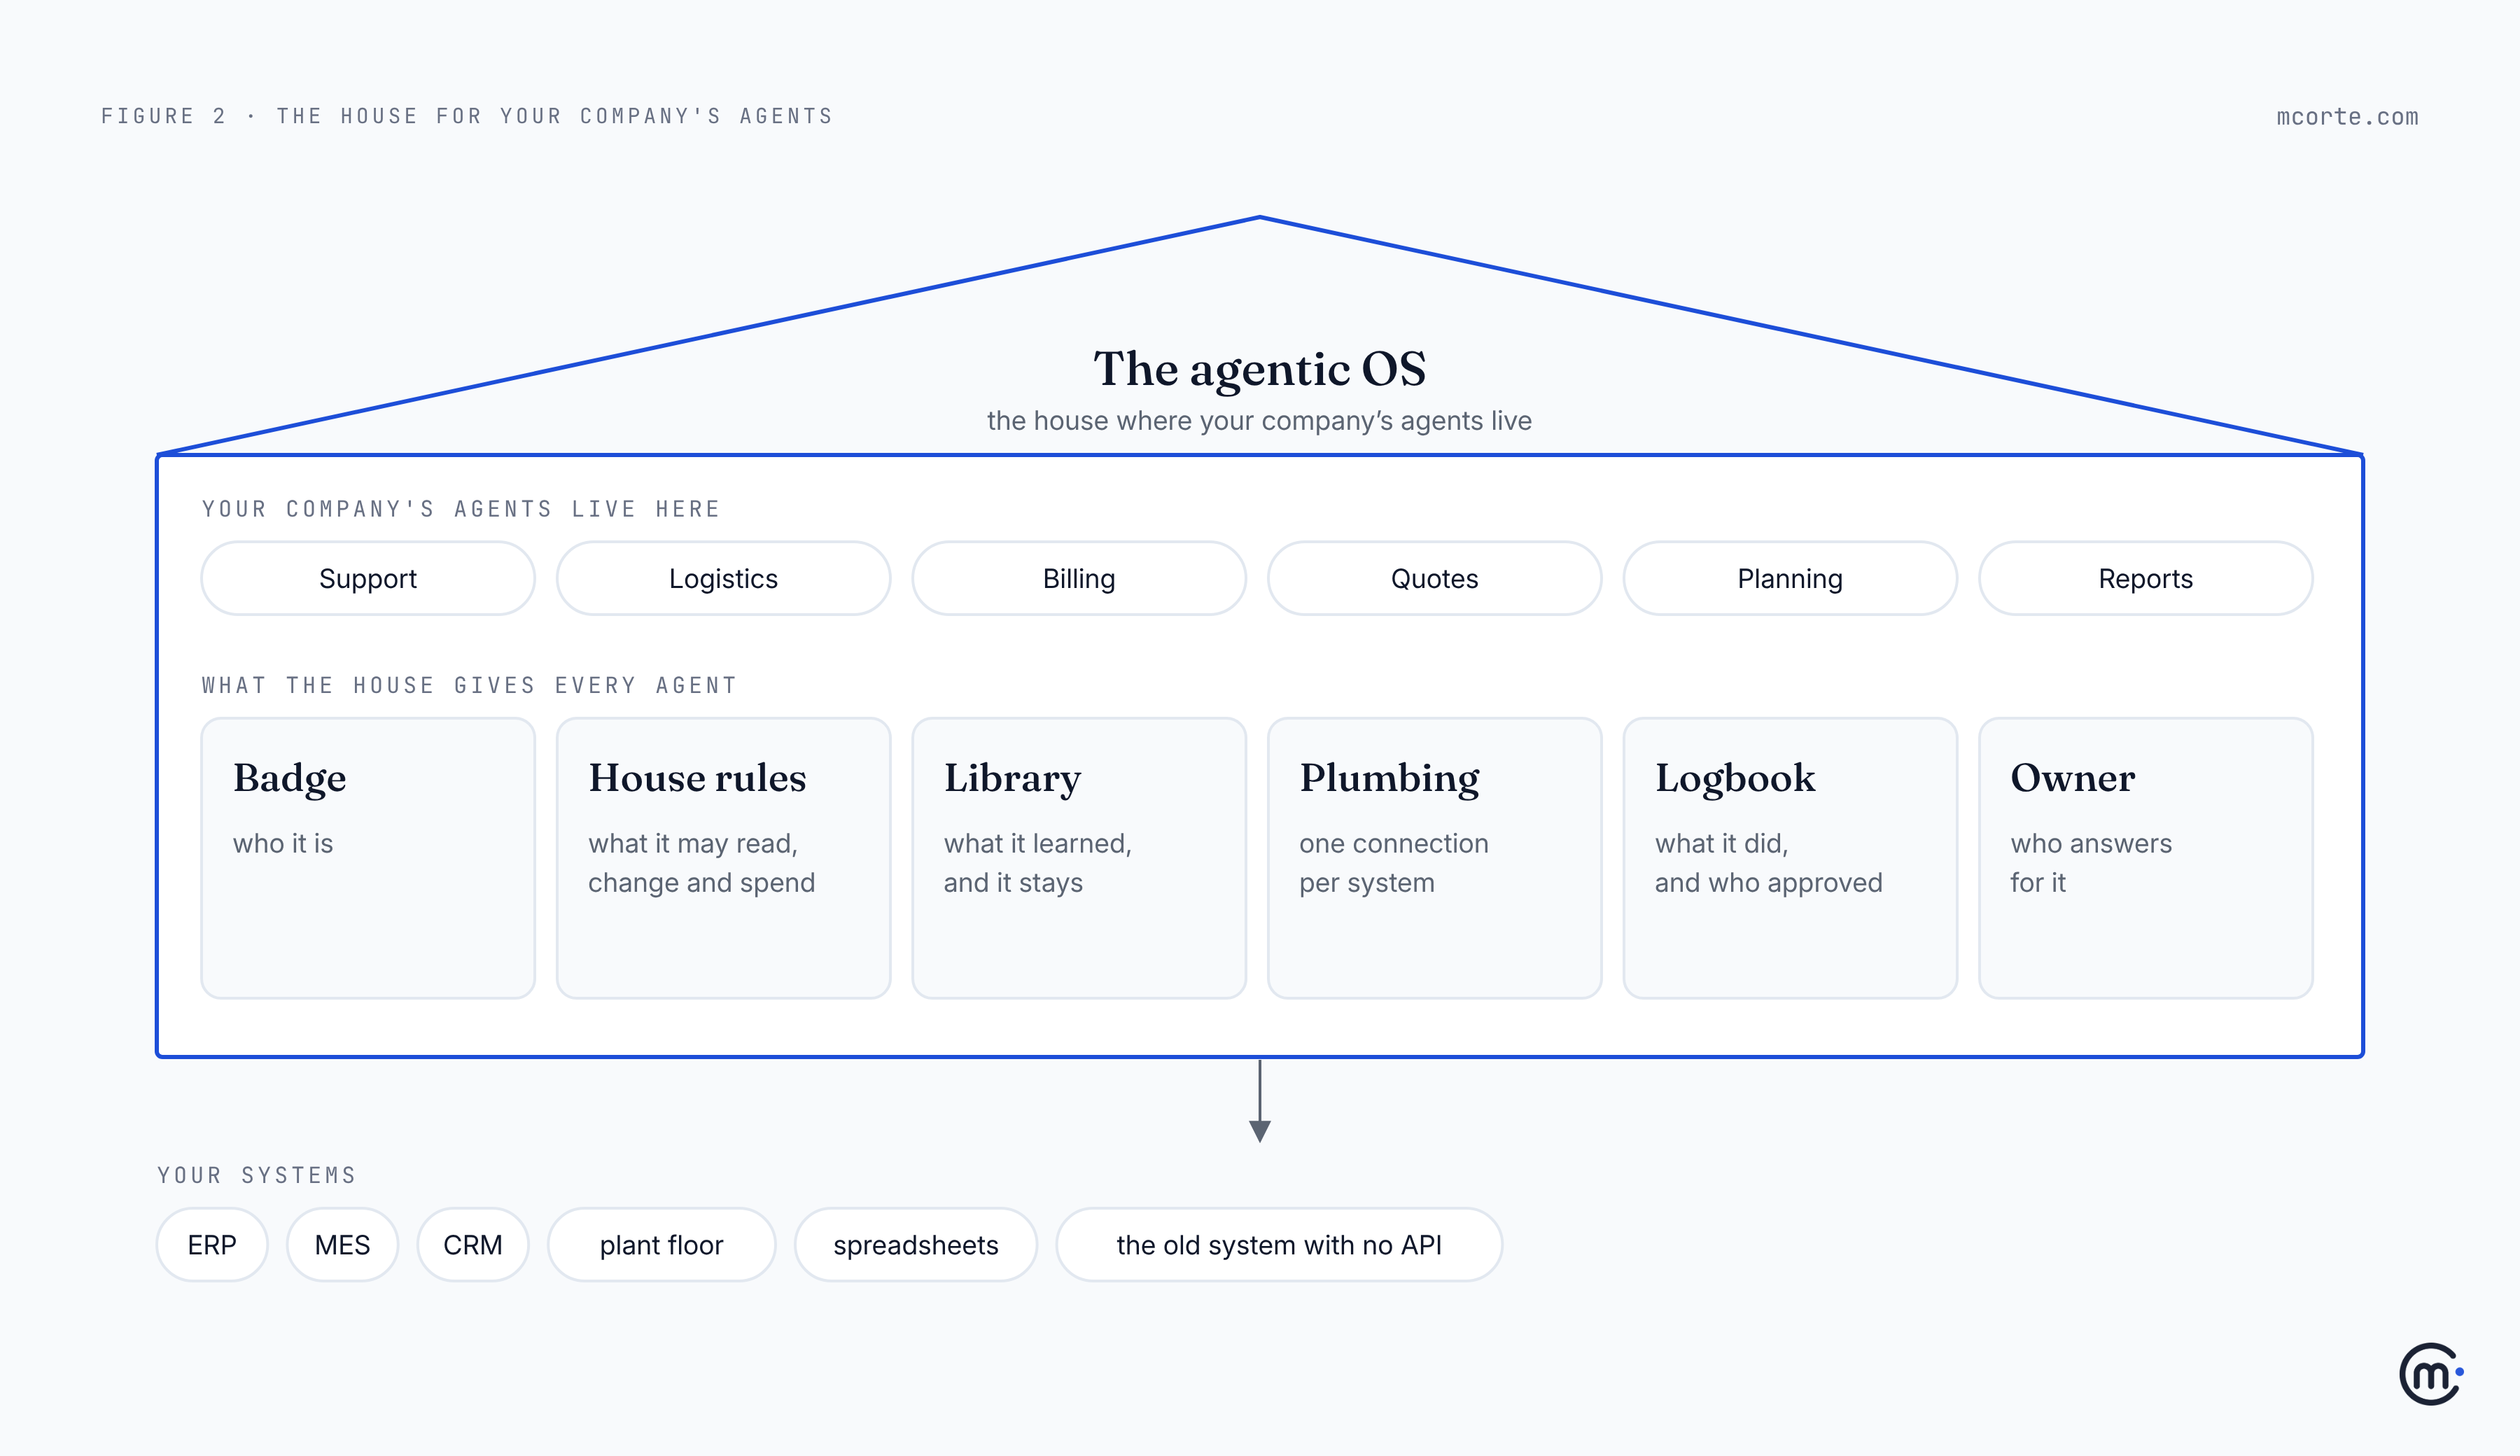 FIGURE 2 · THE HOUSE FOR YOUR COMPANY'S AGENTS
mcorte.com
The agentic OS
the house where your company’s agents live
YOUR COMPANY'S AGENTS LIVE HERE
Support
Logistics
Billing
Quotes
Planning
Reports
WHAT THE HOUSE GIVES EVERY AGENT
Badge
who it is
House rules
what it may read,
change and spend
Library
what it learned,
and it stays
Plumbing
one connection
per system
Logbook
what it did,
and who approved
Owner
who answers
for it
YOUR SYSTEMS
ERP
MES
CRM
plant floor
spreadsheets
the old system with no API
m